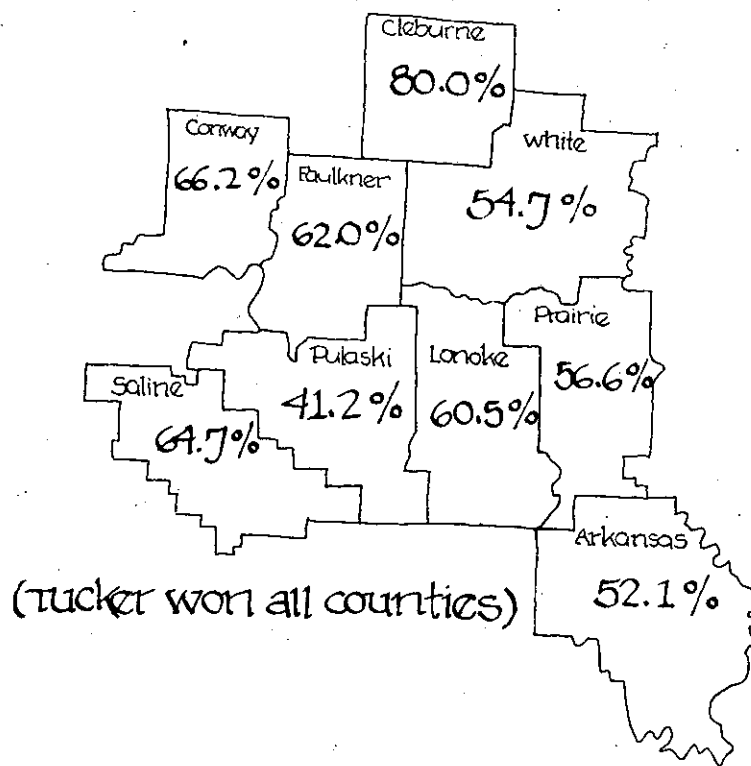 Cleburne
80.0%
Conway
66.2%
Faulkner
62.0%
White
54.7%
Prairie
56.6%
Pulaski
41.2%
Lonoke
60.5%
Saline
64.7%
Arkansas
52.1%
(Tucker won all counties)